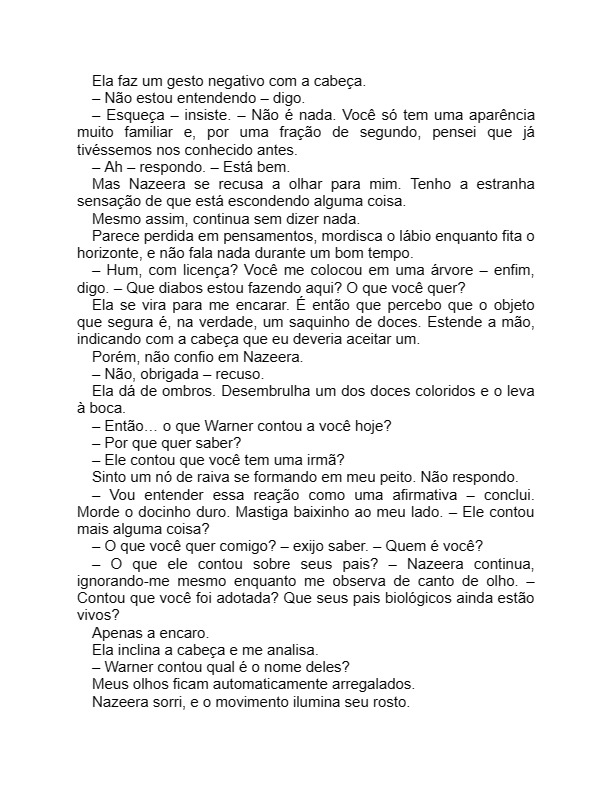 Ela faz um gesto negativo com a cabeça.
– Não estou entendendo – digo.
– Esqueça – insiste. – Não é nada. Você só tem uma aparência
muito familiar e, por uma fração de segundo, pensei que já
tivéssemos nos conhecido antes.
– Ah – respondo. – Está bem.
Mas Nazeera se recusa a olhar para mim. Tenho a estranha
sensação de que está escondendo alguma coisa.
Mesmo assim, continua sem dizer nada.
Parece perdida em pensamentos, mordisca o lábio enquanto fita o
horizonte, e não fala nada durante um bom tempo.
– Hum, com licença? Você me colocou em uma árvore – enfim,
digo. – Que diabos estou fazendo aqui? O que você quer?
Ela se vira para me encarar. É então que percebo que o objeto
que segura é, na verdade, um saquinho de doces. Estende a mão,
indicando com a cabeça que eu deveria aceitar um.
Porém, não confio em Nazeera.
– Não, obrigada – recuso.
Ela dá de ombros. Desembrulha um dos doces coloridos e o leva
à boca.
– Então… o que Warner contou a você hoje?
– Por que quer saber?
– Ele contou que você tem uma irmã?
Sinto um nó de raiva se formando em meu peito. Não respondo.
– Vou entender essa reação como uma afirmativa – conclui.
Morde o docinho duro. Mastiga baixinho ao meu lado. – Ele contou
mais alguma coisa?
– O que você quer comigo? – exijo saber. – Quem é você?
– O que ele contou sobre seus pais? – Nazeera continua,
ignorando-me mesmo enquanto me observa de canto de olho. –
Contou que você foi adotada? Que seus pais biológicos ainda estão
vivos?
Apenas a encaro.
Ela inclina a cabeça e me analisa.
– Warner contou qual é o nome deles?
Meus olhos ficam automaticamente arregalados.
Nazeera sorri, e o movimento ilumina seu rosto.